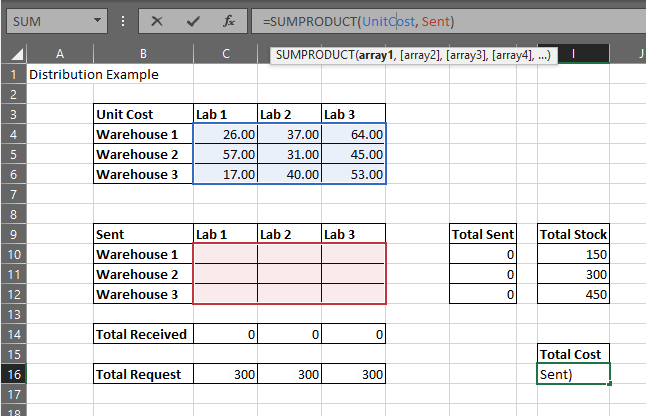 SUM fx =SUMPRODUCT(UnitCost, Sent)
SUMPRODUCT(array1, [array2], [array3], [array4], ...)
A B C I J
1 Distribution Example
2
3 Unit Cost Lab 1 Lab 2 Lab 3
4 Warehouse 1 26.00 37.00 64.00
5 Warehouse 2 57.00 31.00 45.00
6 Warehouse 3 17.00 40.00 53.00
7
8
9 Sent Lab 1 Lab 2 Lab 3 Total Sent Total Stock
10 Warehouse 1 0 150
11 Warehouse 2 0 300
12 Warehouse 3 0 450
13
14 Total Received 0 0 0
15 Total Cost
16 Total Request 300 300 300 Sent)
17
18